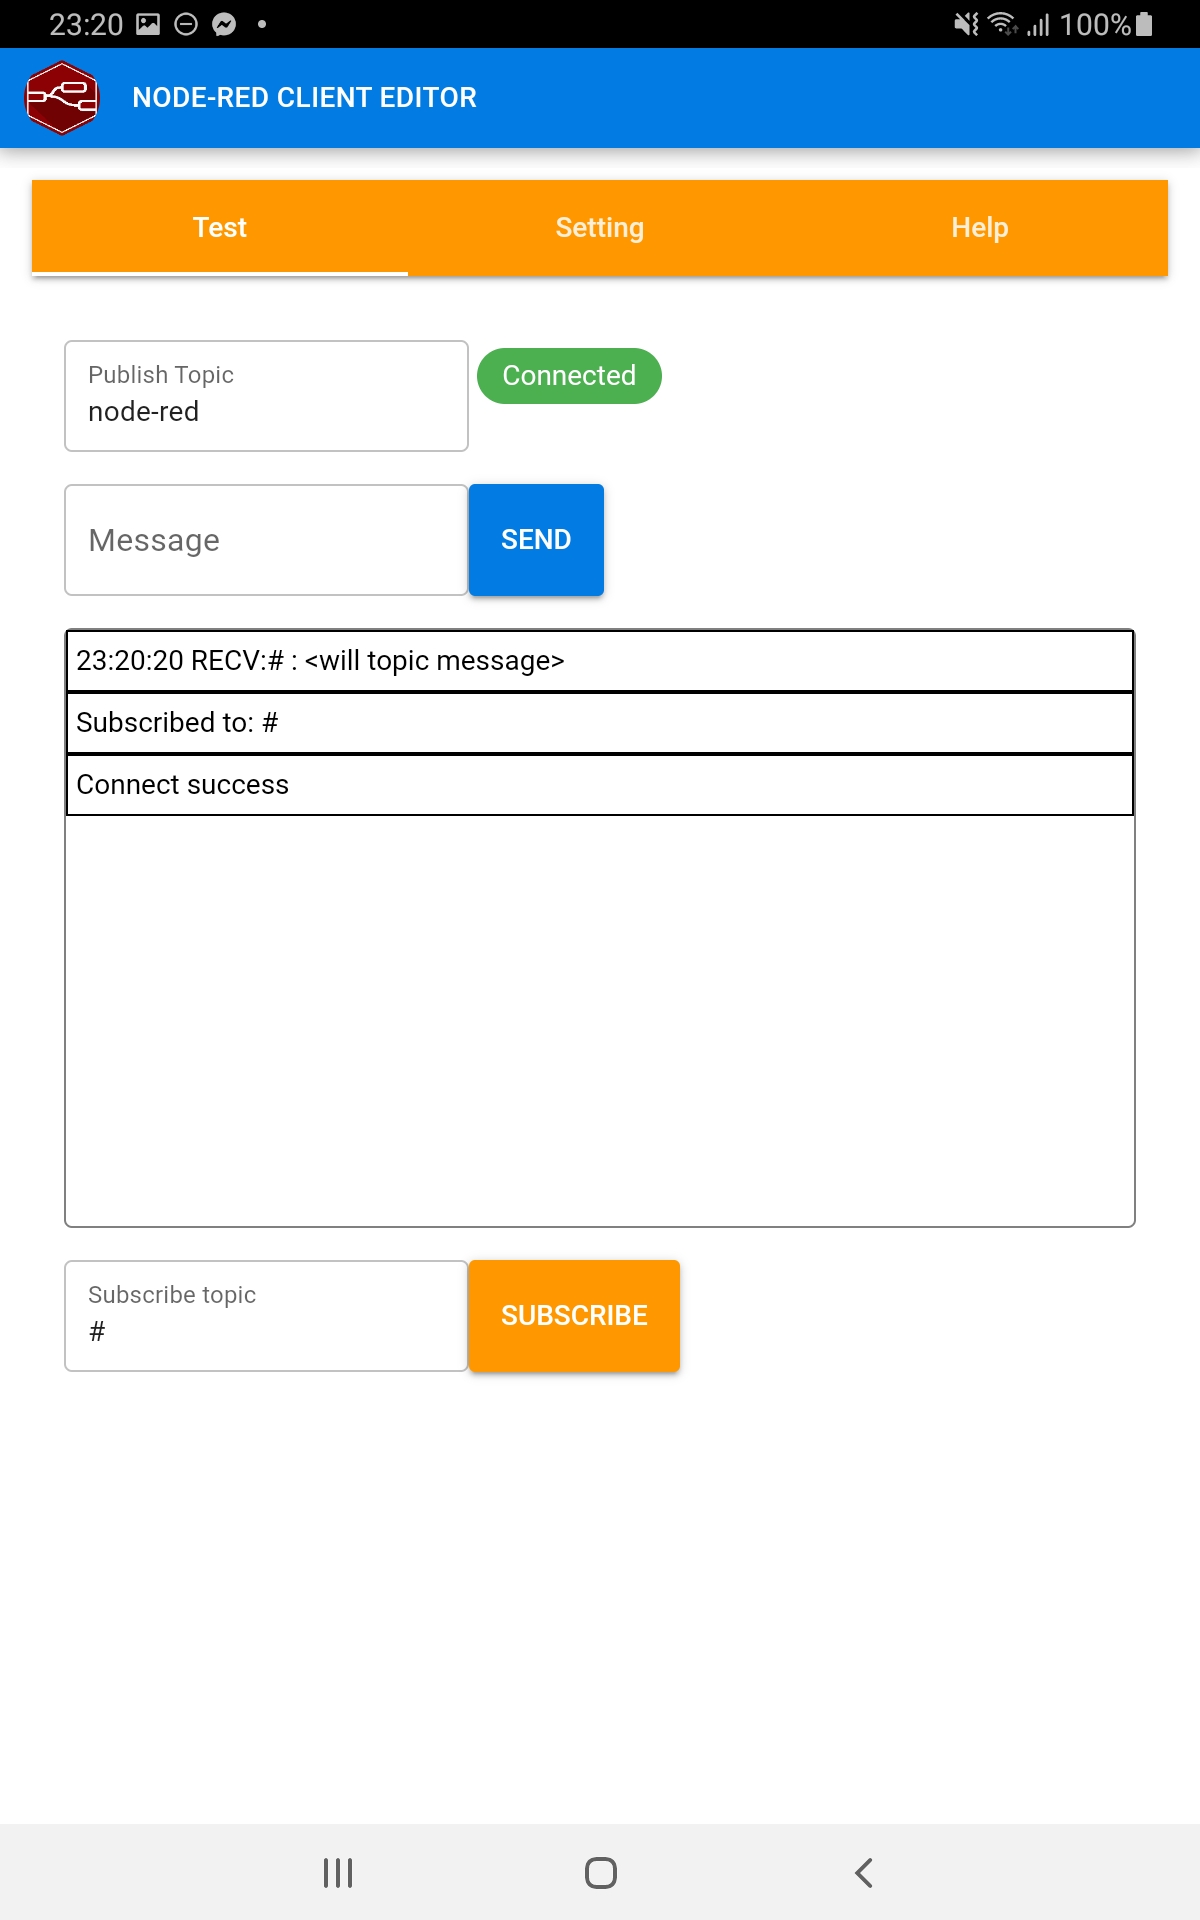 23:20
100%
NODE-RED CLIENT EDITOR
Test Setting Help
Publish Topic
node-red
Connected
Message
SEND
23:20:20 RECV:# : <will topic message>
Subscribed to: #
Connect success
Subscribe topic
#
SUBSCRIBE